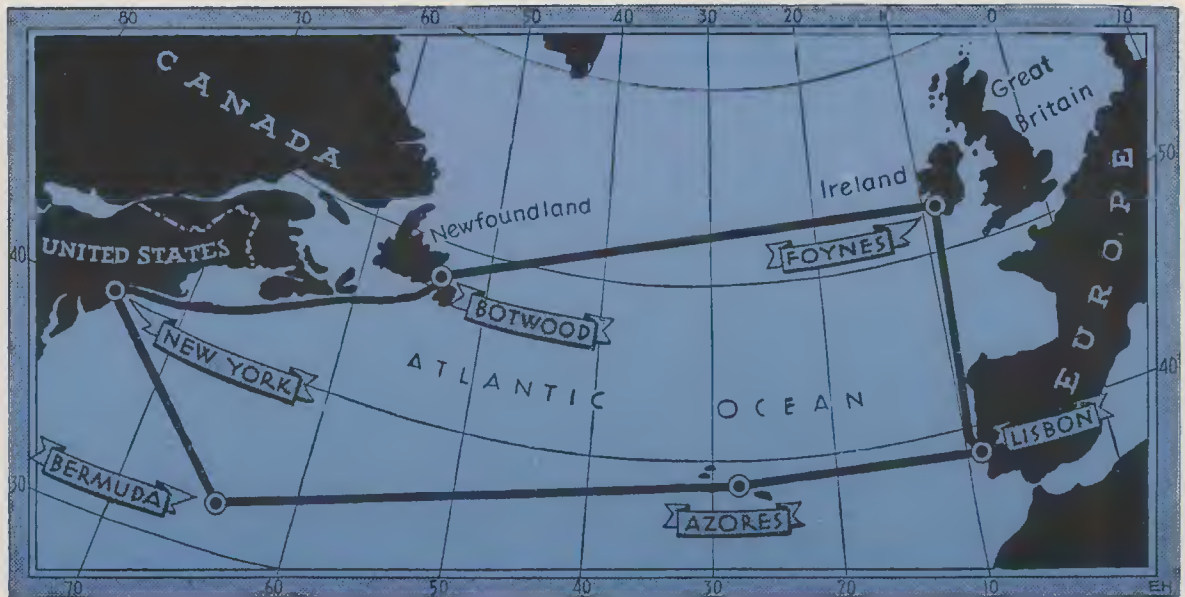 80 60 50 40 30 20 10 0 10
CANADA
Great
Britain
50
EUROPE
Ireland
Newfoundland
UNITED STATES
40
FOYNES
BOTWOOD
NEW YORK
ATLANTIC OCEAN
40
LISBON
BERMUDA
30
AZORES
70 60 50 40 30 20 10 EH